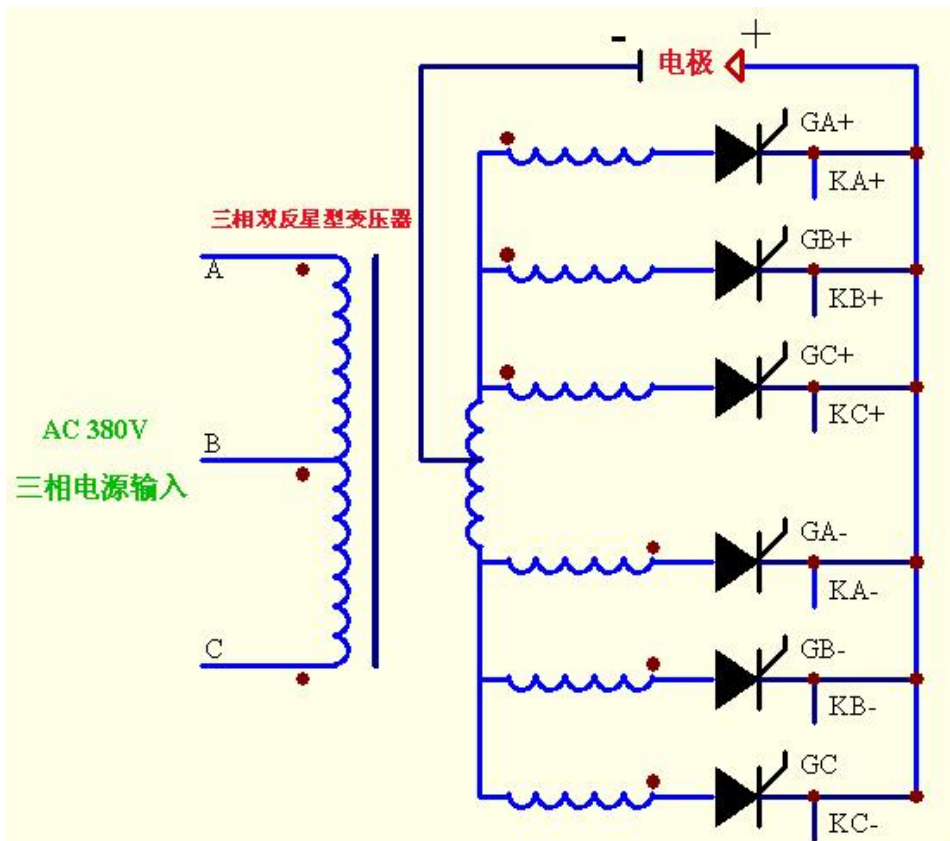 - 电极 +
GA+
KA+
三相双反星型变压器
A
GB+
KB+
GC+
KC+
AC 380V
B
三相电源输入
GA-
KA-
C
GB-
KB-
GC
KC-